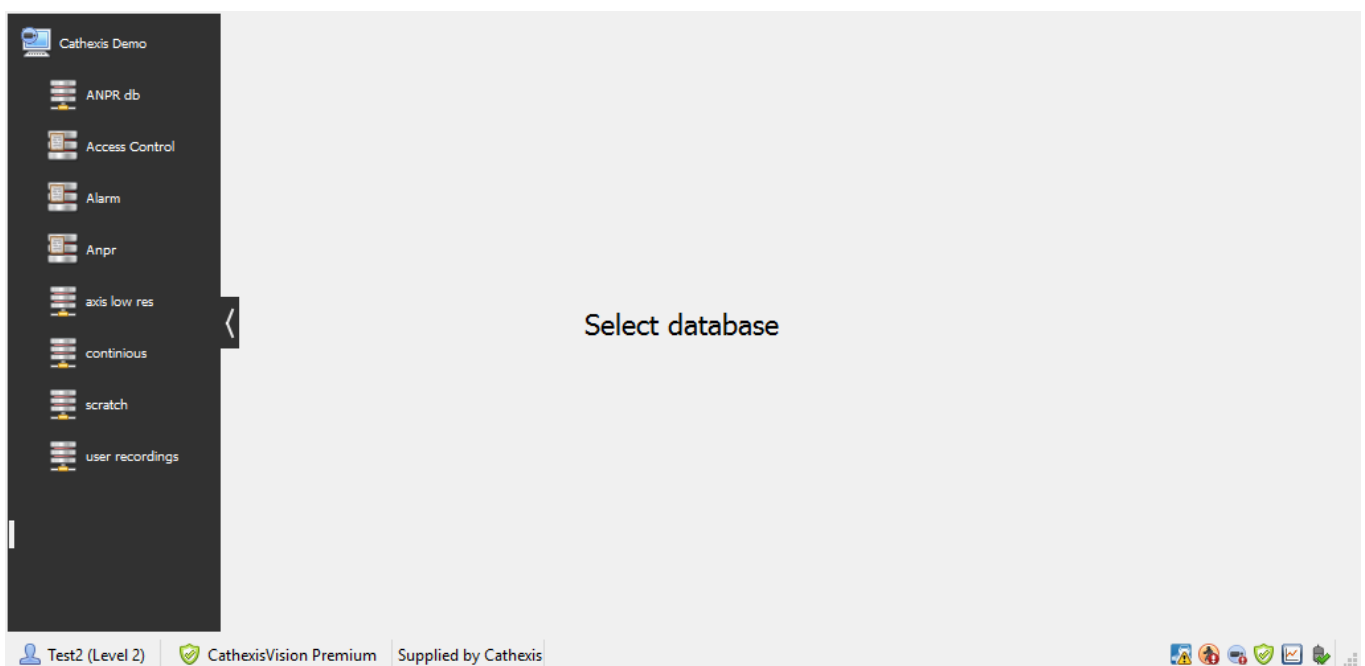 Cathexis Demo
ANPR db
Access Control
Alarm
Anpr
axis low res
continious
scratch
user recordings
Select database
Test2 (Level 2)
CathexisVision Premium
Supplied by Cathexis